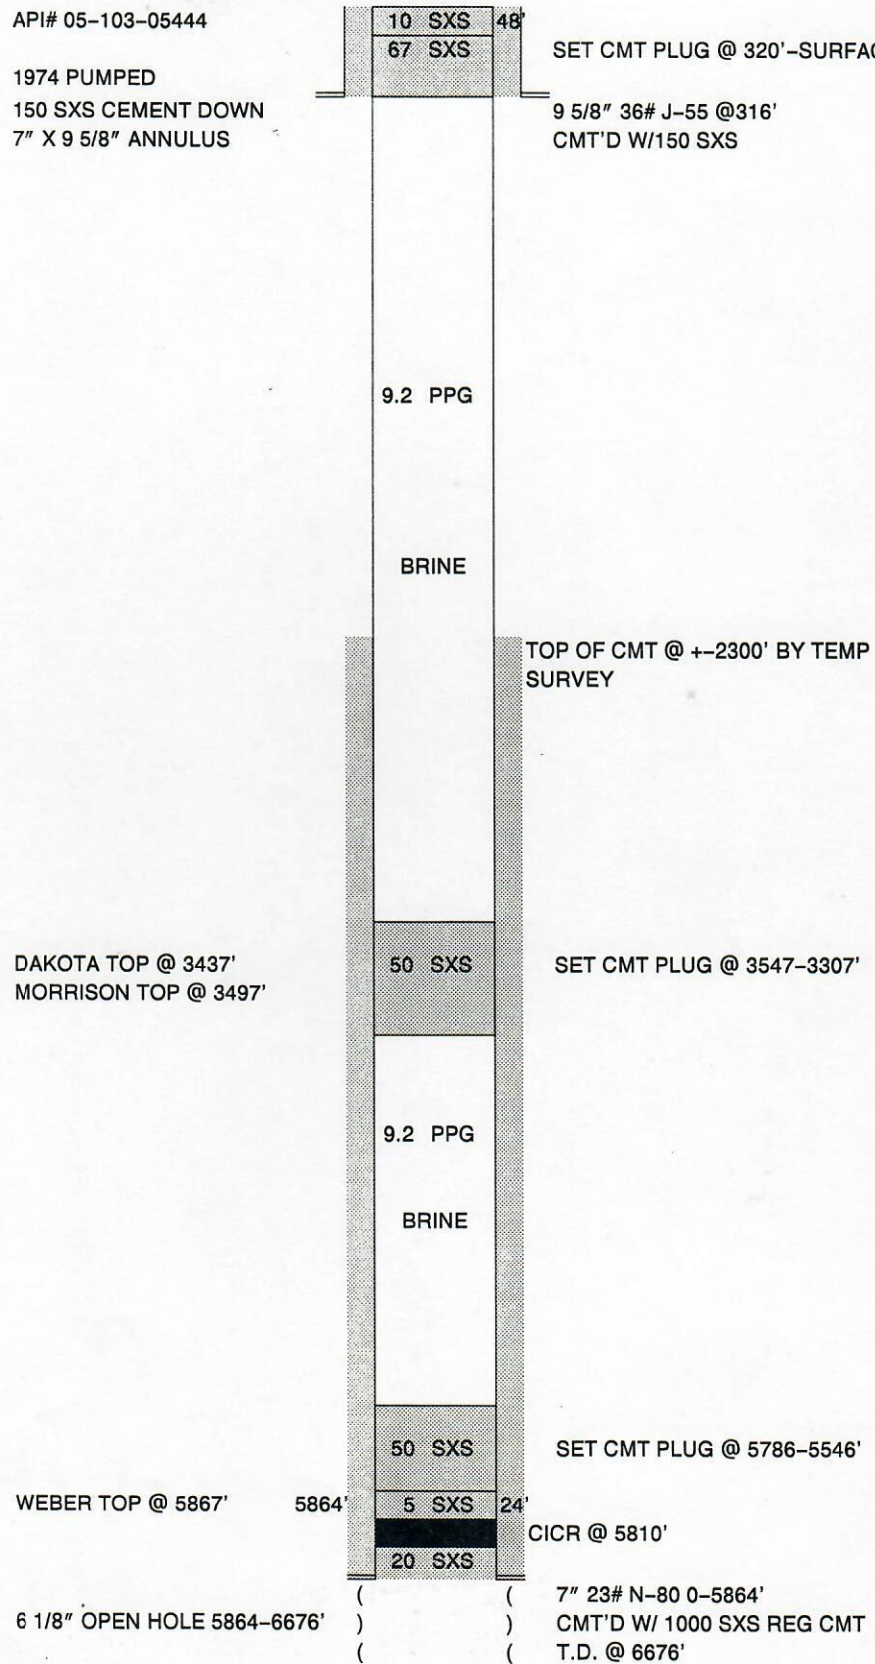 API# 05-103-05444
10 SXS 48'
67 SXS
SET CMT PLUG @ 320'-SURFAC
1974 PUMPED
150 SXS CEMENT DOWN
7" X 9 5/8" ANNULUS
9 5/8" 36# J-55 @316'
CMT'D W/150 SXS
9.2 PPG
BRINE
TOP OF CMT @ +-2300' BY TEMP
SURVEY
DAKOTA TOP @ 3437'
MORRISON TOP @ 3497'
50 SXS
SET CMT PLUG @ 3547-3307'
9.2 PPG
BRINE
50 SXS
SET CMT PLUG @ 5786-5546'
WEBER TOP @ 5867' 5864' 5 SXS 24'
CICR @ 5810'
20 SXS
6 1/8" OPEN HOLE 5864-6676'
7" 23# N-80 0-5864'
CMT'D W/ 1000 SXS REG CMT
T.D. @ 6676'